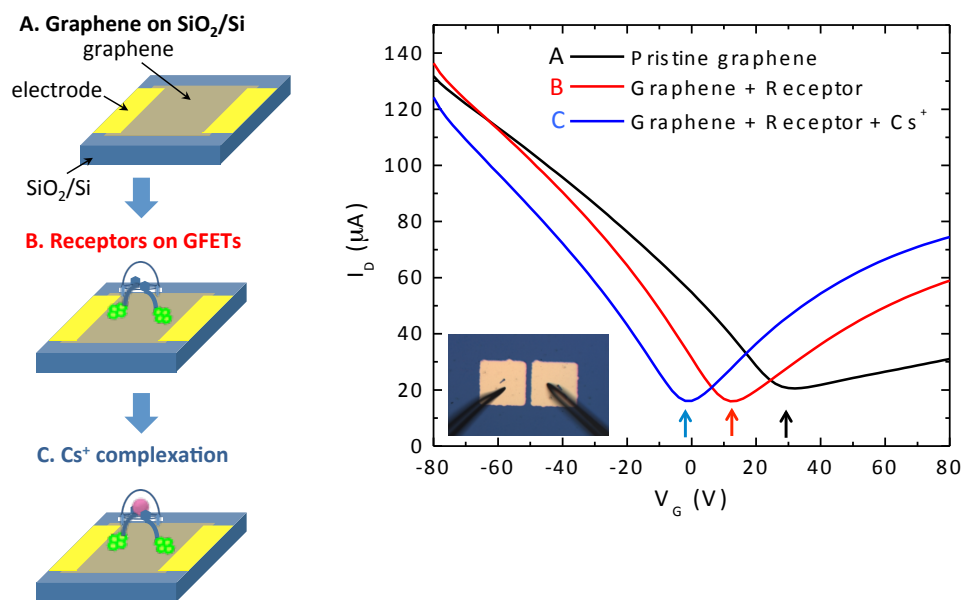 A. Graphene on SiO₂/Si
graphene
electrode
SiO₂/Si
B. Receptors on GFETs
C. Cs⁺ complexation
A Pristine graphene
B Graphene + Receptor
C Graphene + Receptor + Cs⁺
I_D (μA)
140
120
100
80
60
40
20
0
-80 -60 -40 -20 0 20 40 60 80
V_G (V)